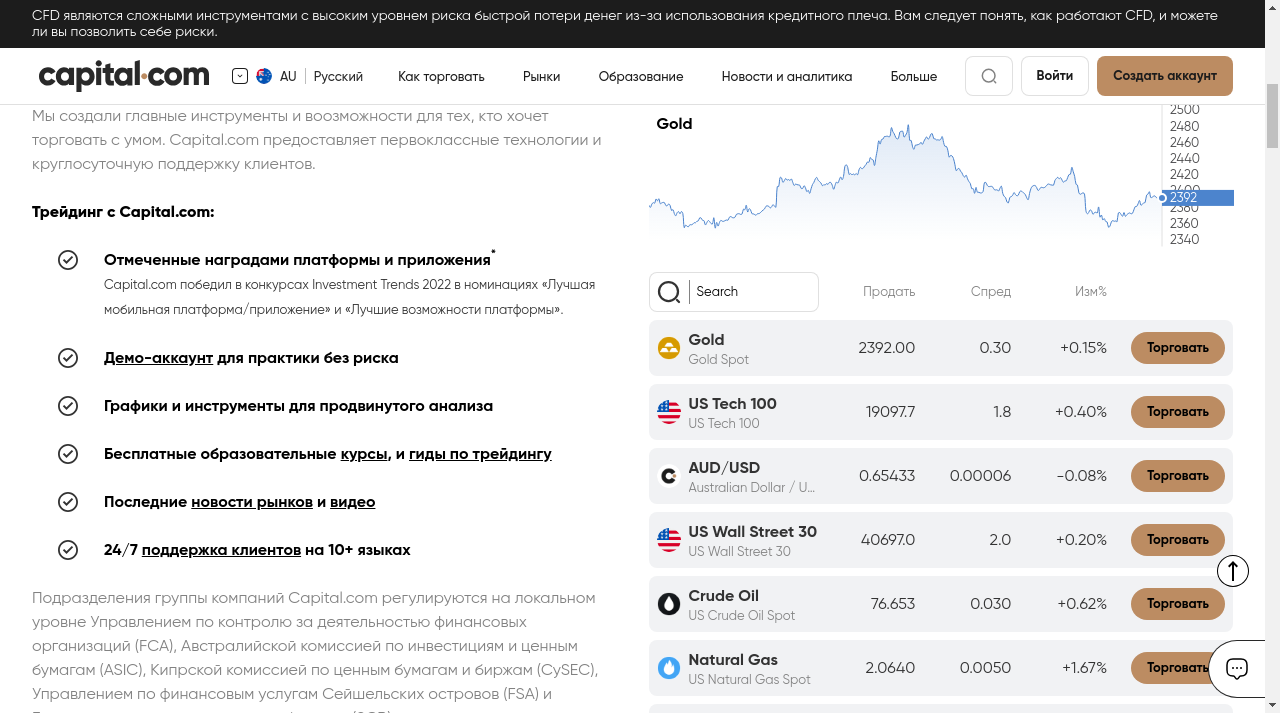 CFD являются сложными инструментами с высоким уровнем риска быстрой потери денег из-за использования кредитного плеча. Вам следует понять, как работают CFD, и можете
ли вы позволить себе риски.
capital.com
AU
Русский
Как торговать
Рынки
Образование
Новости и аналитика
Больше
Войти
Создать аккаунт
Мы создали главные инструменты и воозможности для тех, кто хочет
торговать с умом. Capital.com предоставляет первоклассные технологии и
круглосуточную поддержку клиентов.
Трейдинг с Capital.com:
Отмеченные наградами платформы и приложения*
Capital.com победил в конкурсах Investment Trends 2022 в номинациях «Лучшая
мобильная платформа/приложение» и «Лучшие возможности платформы».
Демо-аккаунт для практики без риска
Графики и инструменты для продвинутого анализа
Бесплатные образовательные курсы, и гиды по трейдингу
Последние новости рынков и видео
24/7 поддержка клиентов на 10+ языках
Подразделения группы компаний Capital.com регулируются на локальном
уровне Управлением по контролю за деятельностью финансовых
организаций (FCA), Австралийской комиссией по инвестициям и ценным
бумагам (ASIC), Кипрской комиссией по ценным бумагам и биржам (CySEC),
Управлением по финансовым услугам Сейшельских островов (FSA) и
Gold
2500
2480
2460
2440
2420
2400
2392
2380
2360
2340
Search
Продать
Спред
Изм%
Gold
Gold Spot
2392.00
0.30
+0.15%
Торговать
US Tech 100
US Tech 100
19097.7
1.8
+0.40%
Торговать
AUD/USD
Australian Dollar / U...
0.65433
0.00006
-0.08%
Торговать
US Wall Street 30
US Wall Street 30
40697.0
2.0
+0.20%
Торговать
Crude Oil
US Crude Oil Spot
76.653
0.030
+0.62%
Торговать
Natural Gas
US Natural Gas Spot
2.0640
0.0050
+1.67%
Торговать